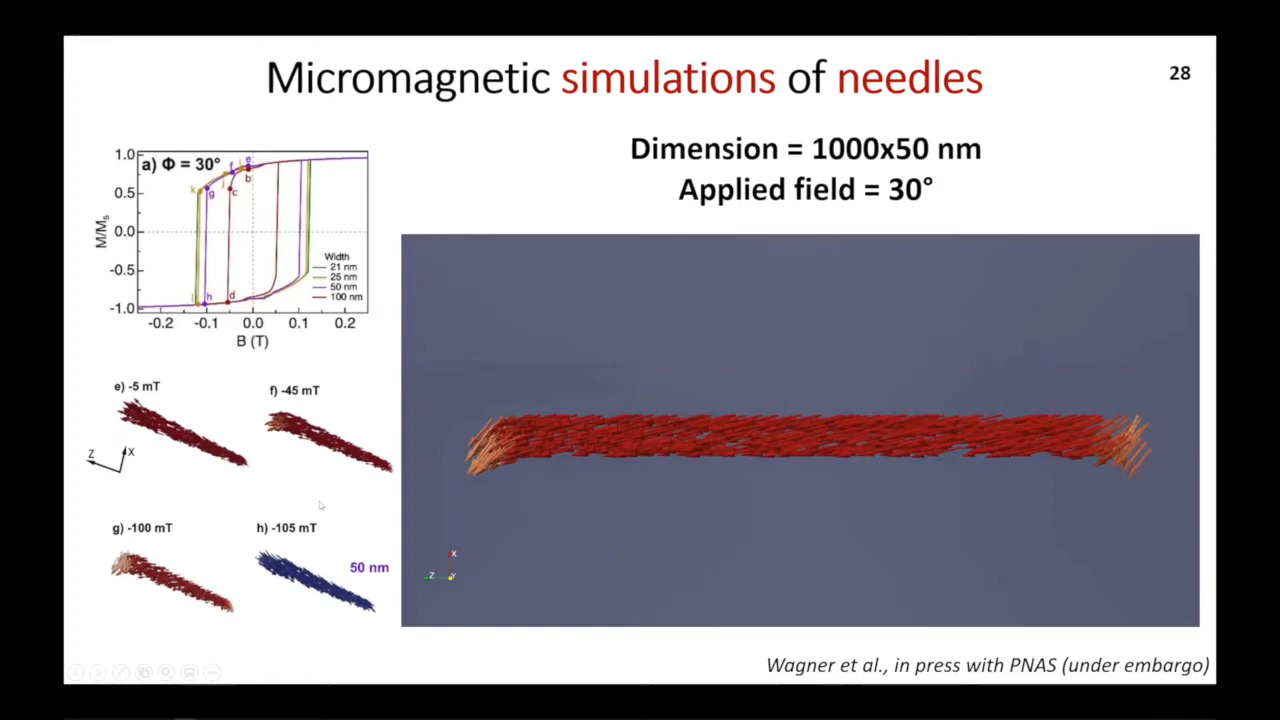 Micromagnetic simulations of needles
28
Dimension = 1000x50 nm
Applied field = 30°
a) Φ = 30°
1.0
0.5
0.0
-0.5
-1.0
M/Ms
-0.2 -0.1 0.0 0.1 0.2
B (T)
k
g
f
e
b
c
h
d
Width
21 nm
25 nm
50 nm
100 nm
e) -5 mT
f) -45 mT
Z
X
g) -100 mT
h) -105 mT
50 nm
X
Z
Y
Wagner et al., in press with PNAS (under embargo)